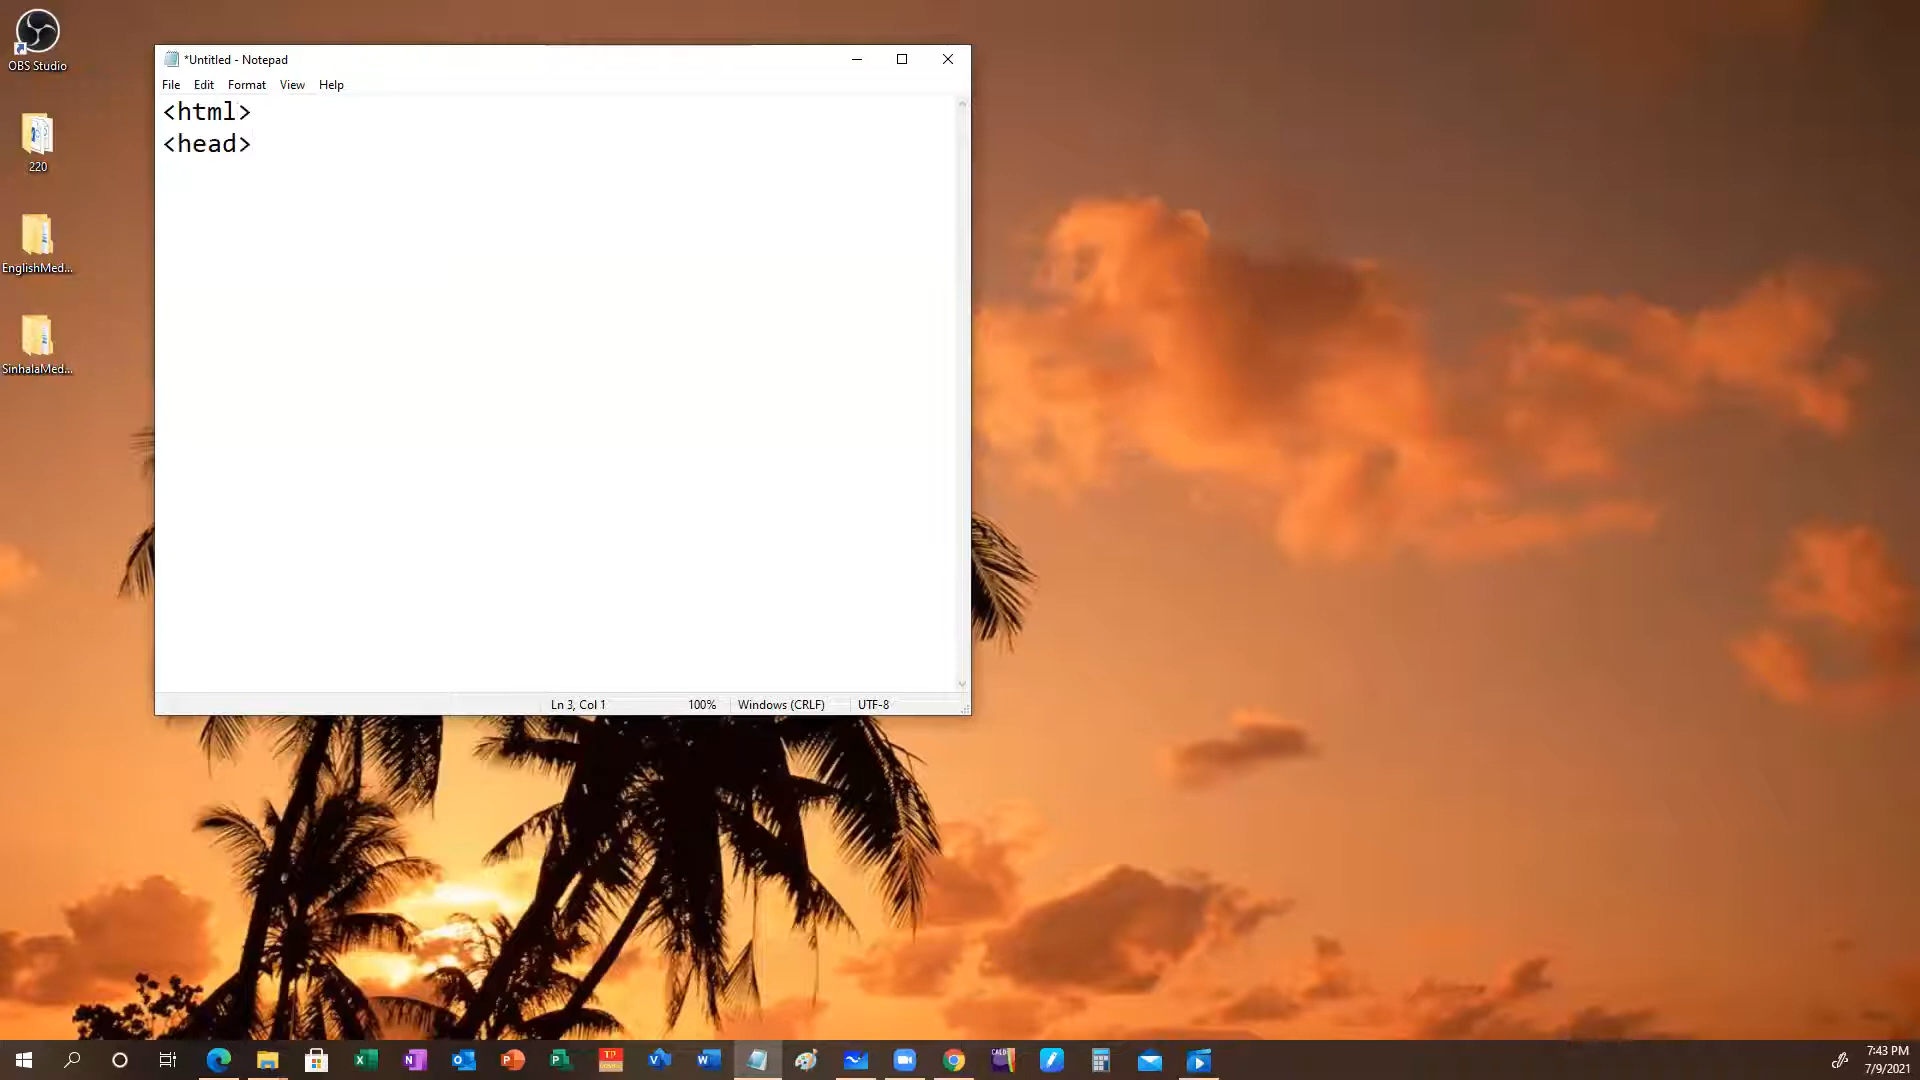 OBS Studio
220
EnglishMed...
SinhalaMed...
*Untitled - Notepad
File Edit Format View Help
<html>
<head>
Ln 3, Col 1 100% Windows (CRLF) UTF-8
7:43 PM
7/9/2021